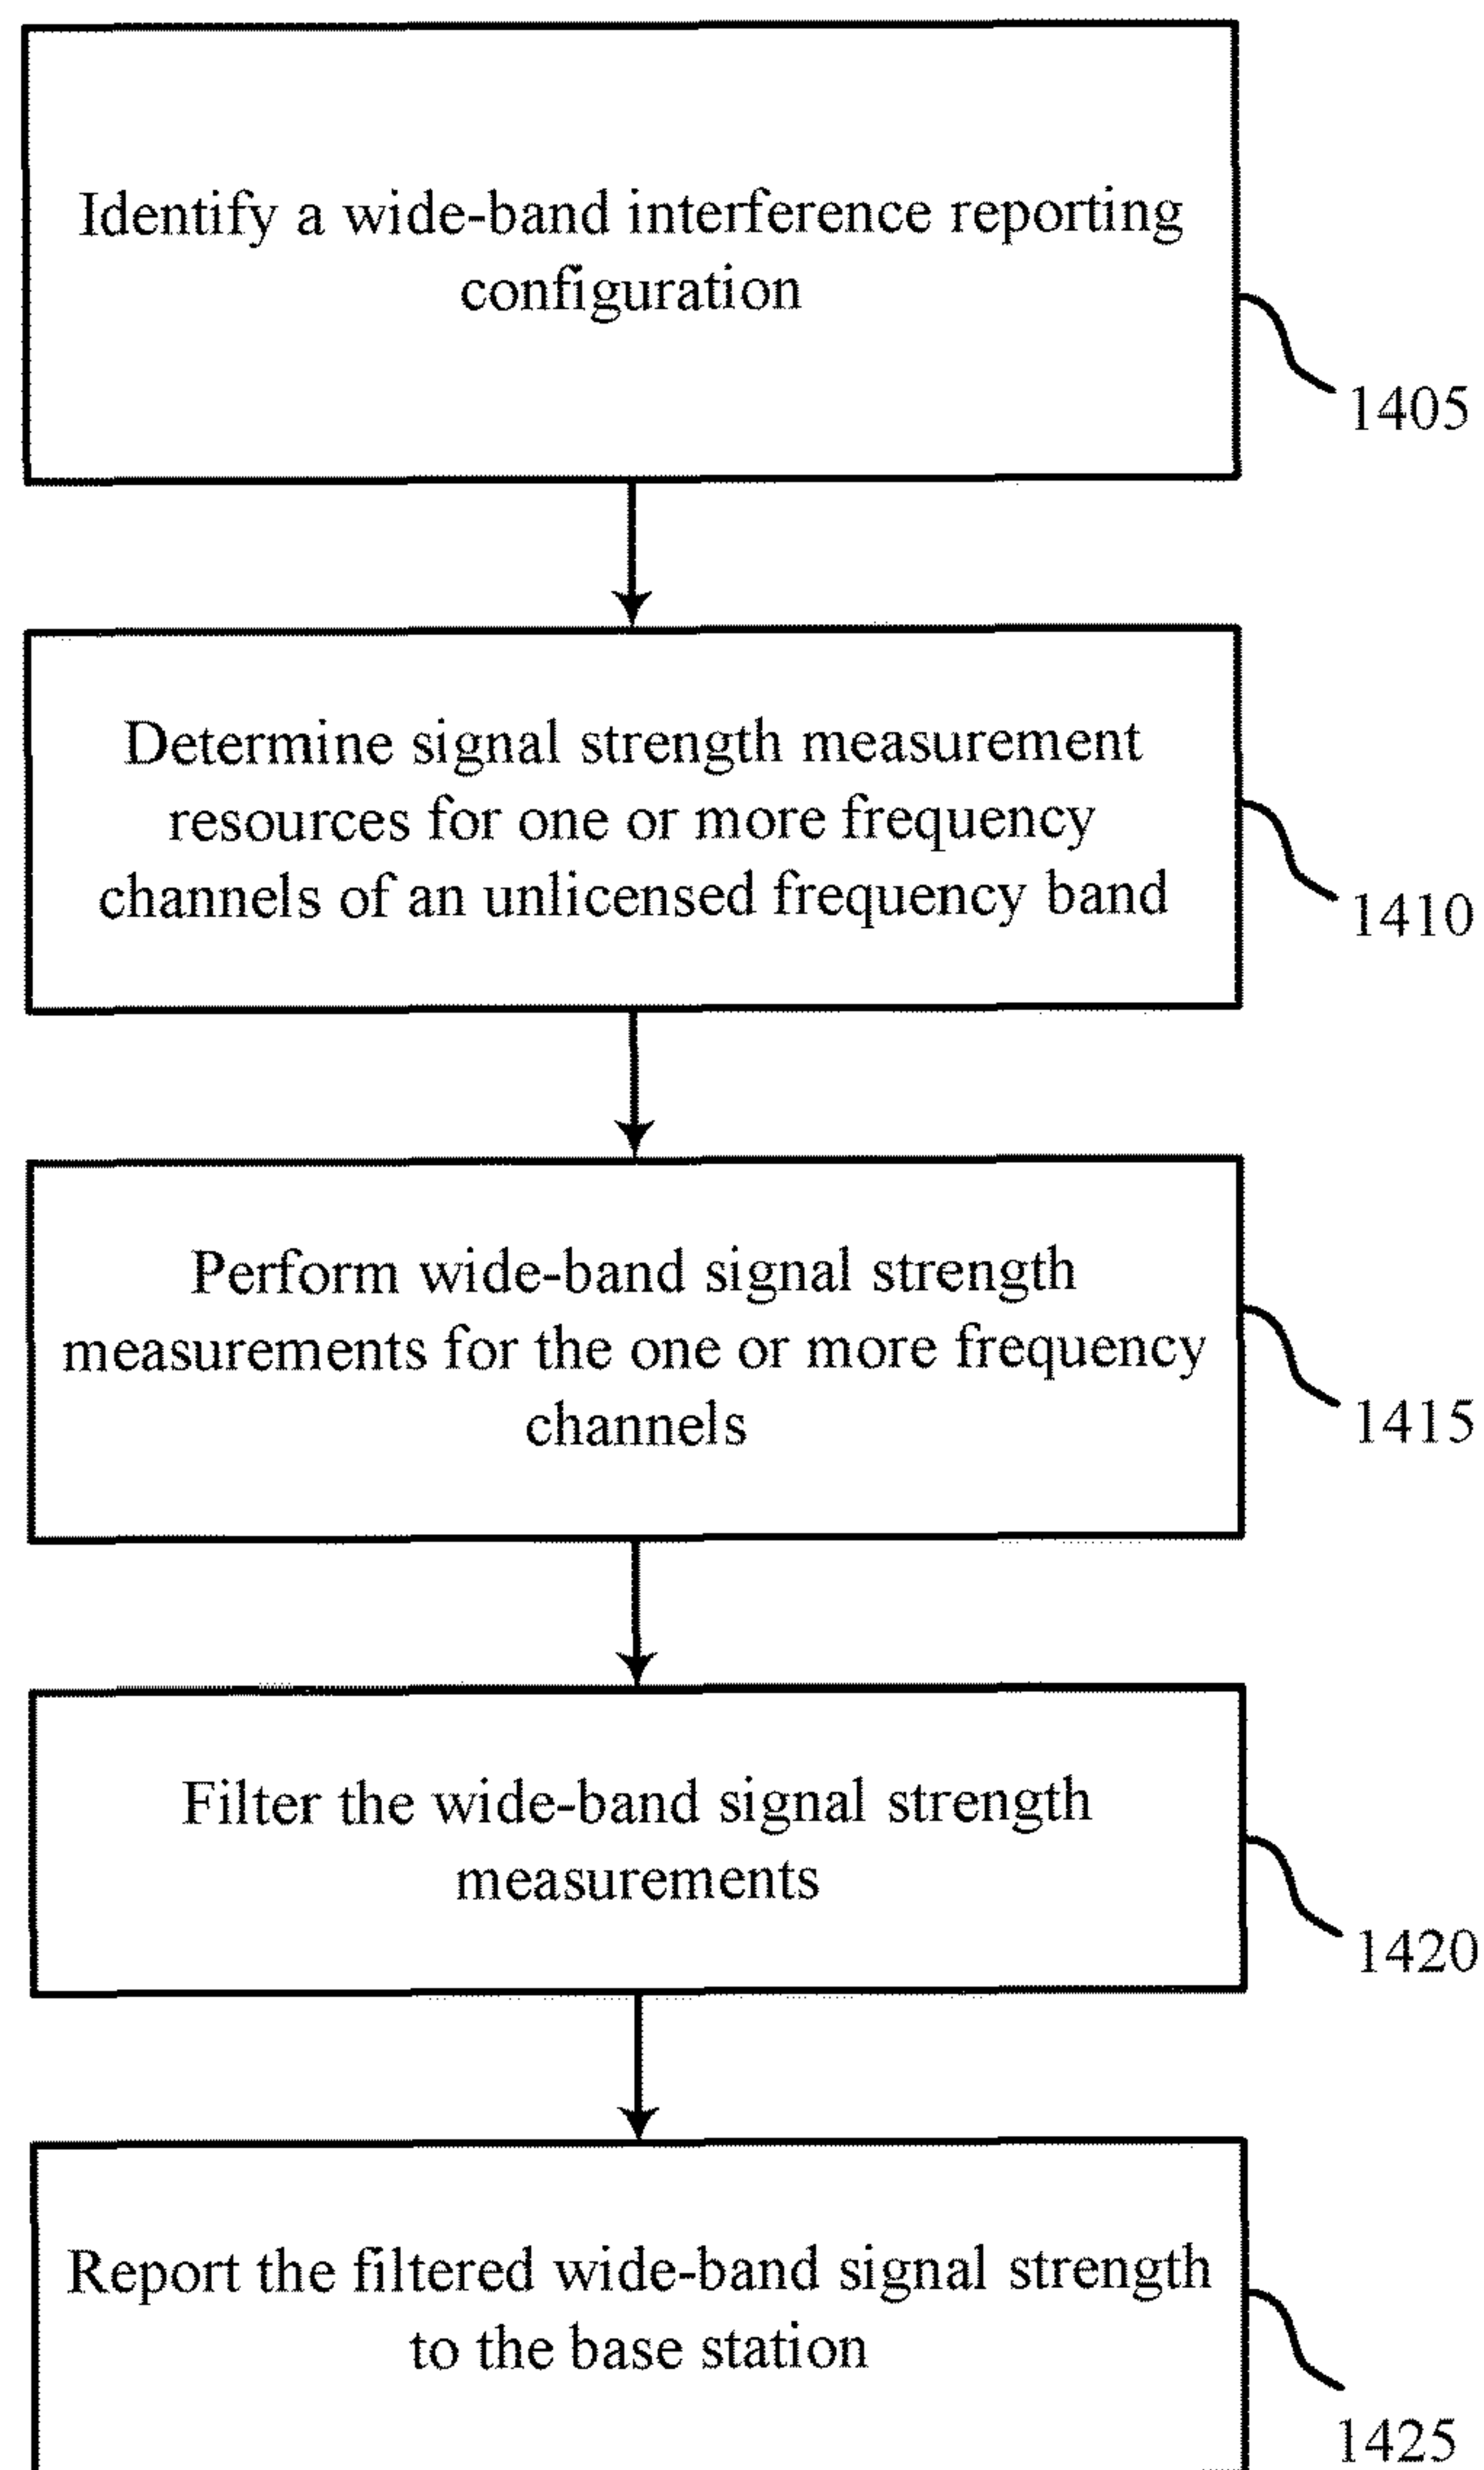 Identify a wide-band interference reporting
configuration
1405
Determine signal strength measurement
resources for one or more frequency
channels of an unlicensed frequency band
1410
Perform wide-band signal strength
measurements for the one or more frequency
channels
1415
Filter the wide-band signal strength
measurements
1420
Report the filtered wide-band signal strength
to the base station
1425